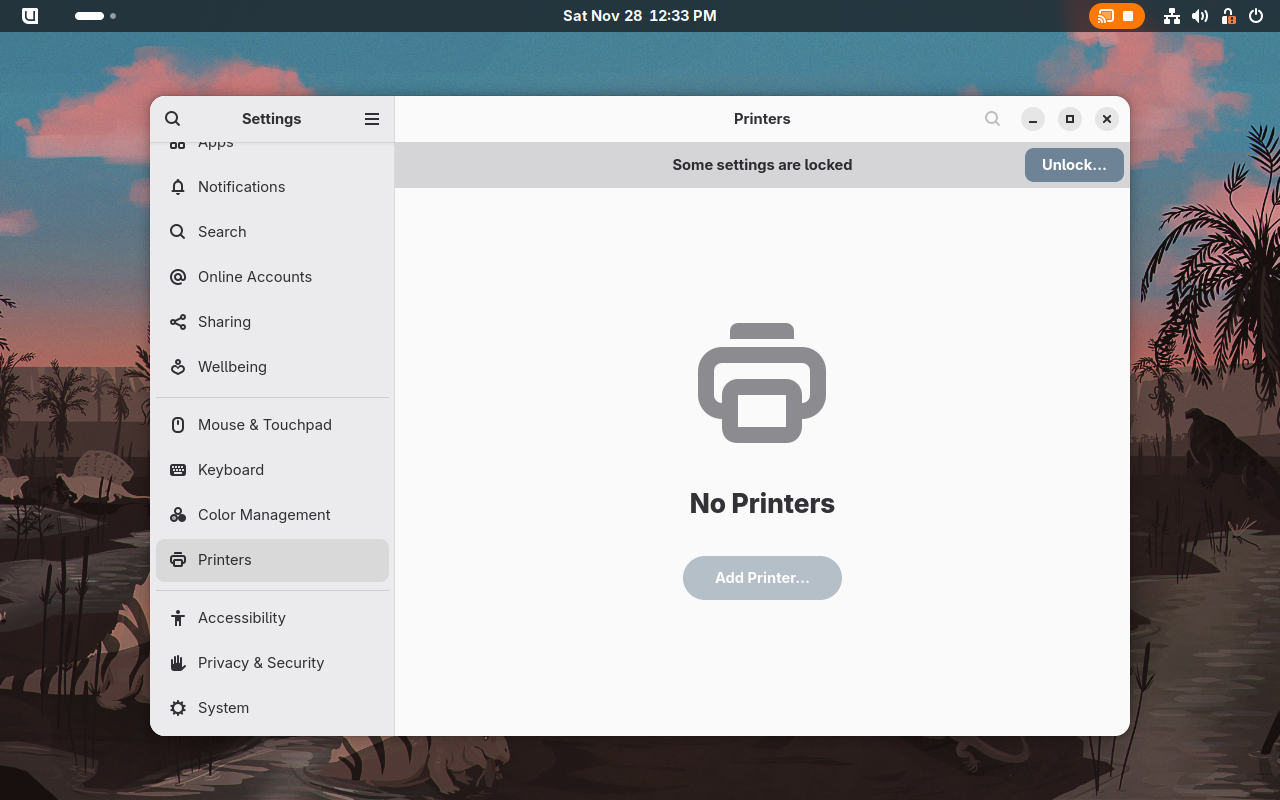 Sat Nov 28 12:33 PM
Settings
Printers
Apps
Some settings are locked
Unlock...
Notifications
Search
Online Accounts
Sharing
Wellbeing
Mouse & Touchpad
Keyboard
Color Management
Printers
Accessibility
Privacy & Security
System
No Printers
Add Printer...